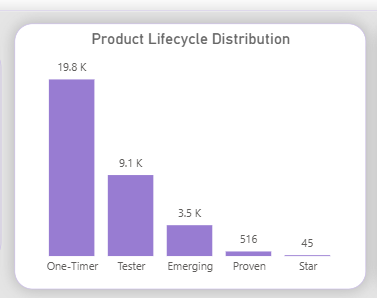 Product Lifecycle Distribution
19.8 K
9.1 K
3.5 K
516
45
One-Timer Tester Emerging Proven Star